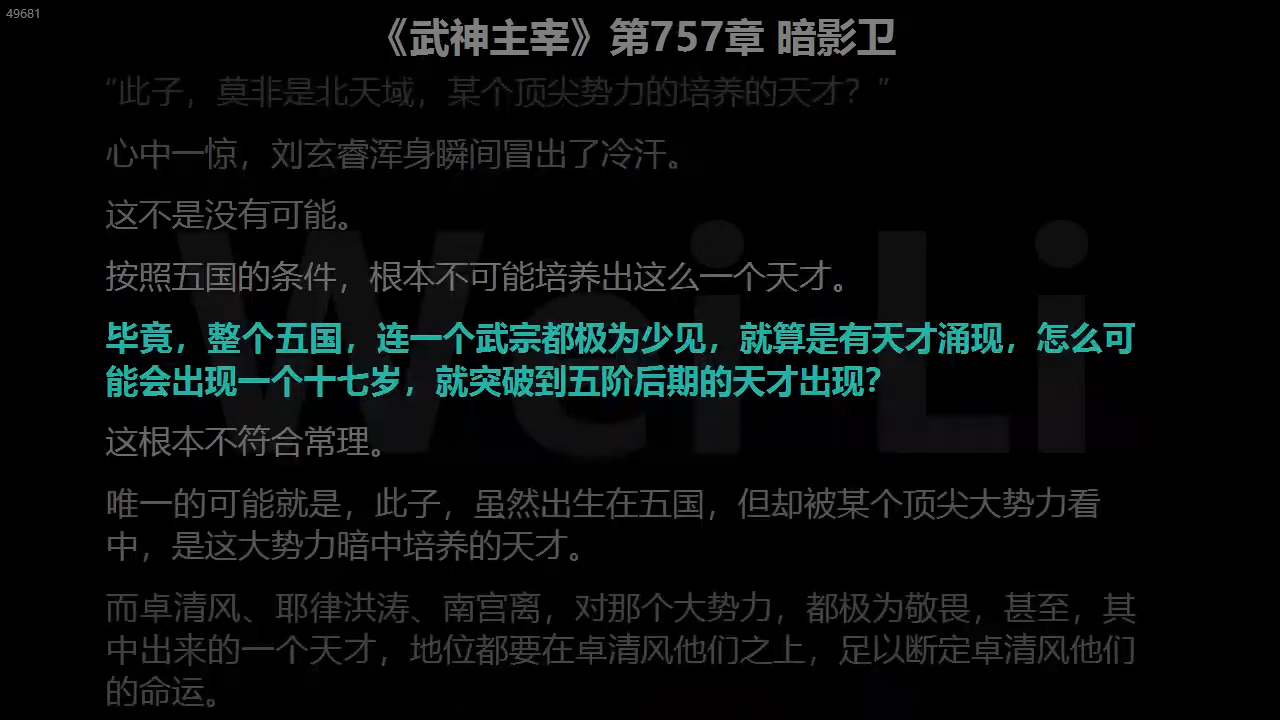 49681
《武神主宰》第757章 暗影卫
“此子，莫非是北天域，某个顶尖势力的培养的天才？”
心中一惊，刘玄睿浑身瞬间冒出了冷汗。
这不是没有可能。
按照五国的条件，根本不可能培养出这么一个天才。
毕竟，整个五国，连一个武宗都极为少见，就算是有天才涌现，怎么可
能会出现一个十七岁，就突破到五阶后期的天才出现？
这根本不符合常理。
唯一的可能就是，此子，虽然出生在五国，但却被某个顶尖大势力看
中，是这大势力暗中培养的天才。
而卓清风、耶律洪涛、南宫离，对那个大势力，都极为敬畏，甚至，其
中出来的一个天才，地位都要在卓清风他们之上，足以断定卓清风他们
的命运。
Wei Li